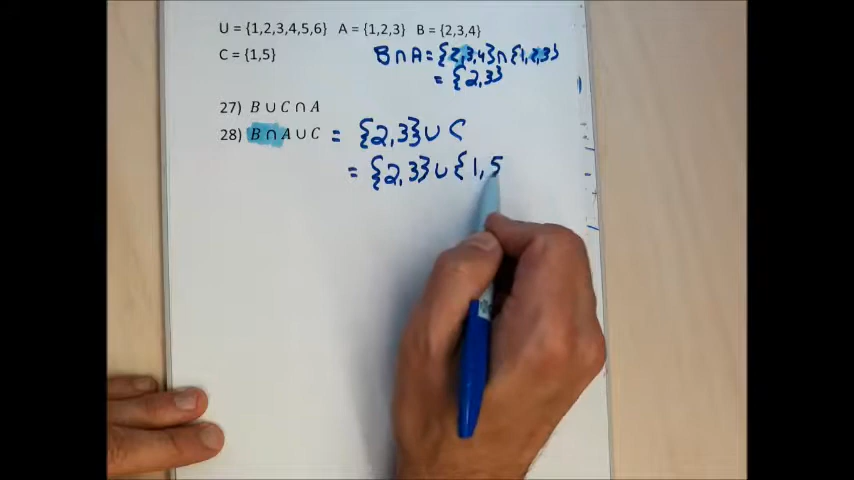 U = {1,2,3,4,5,6} A = {1,2,3} B = {2,3,4}
C = {1,5}
B ∩ A = {2,3,4} ∩ {1,2,3}
= {2,3}
27) B ∪ C ∩ A
28) B ∩ A ∪ C = {2,3} ∪ C
= {2,3} ∪ {1,5